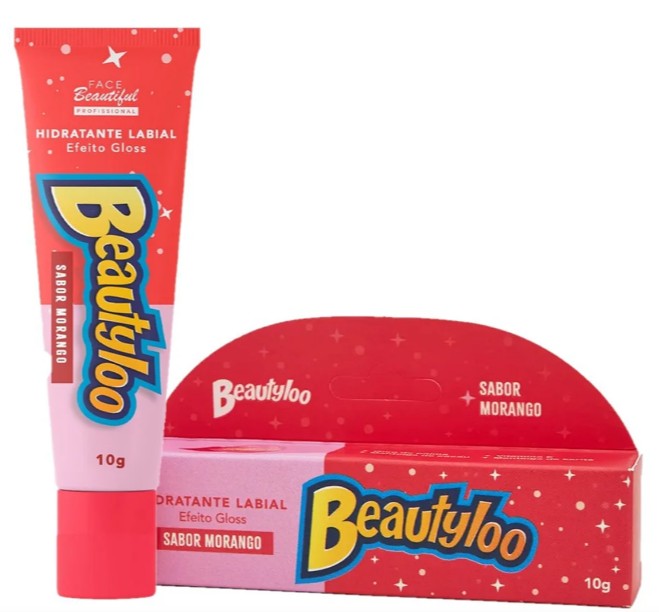 FACE
Beautiful
PROFISSIONAL
HIDRATANTE LABIAL
Efeito Gloss
Beautyloo
SABOR MORANGO
10g
Beautyloo
SABOR
MORANGO
DRATANTE LABIAL
Efeito Gloss
SABOR MORANGO
Beautyloo
10g